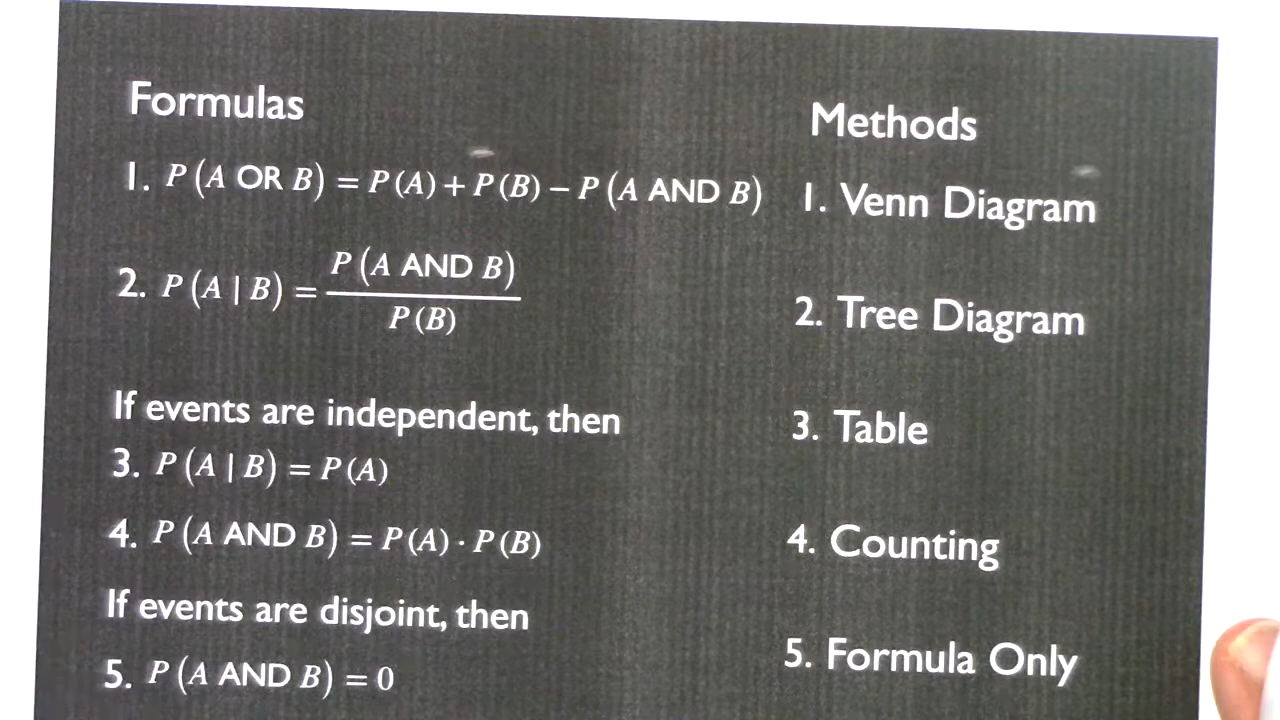 Formulas
1. P(A OR B) = P(A) + P(B) − P(A AND B)
2. P(A | B) = P(A AND B) / P(B)
If events are independent, then
3. P(A | B) = P(A)
4. P(A AND B) = P(A) · P(B)
If events are disjoint, then
5. P(A AND B) = 0
Methods
1. Venn Diagram
2. Tree Diagram
3. Table
4. Counting
5. Formula Only